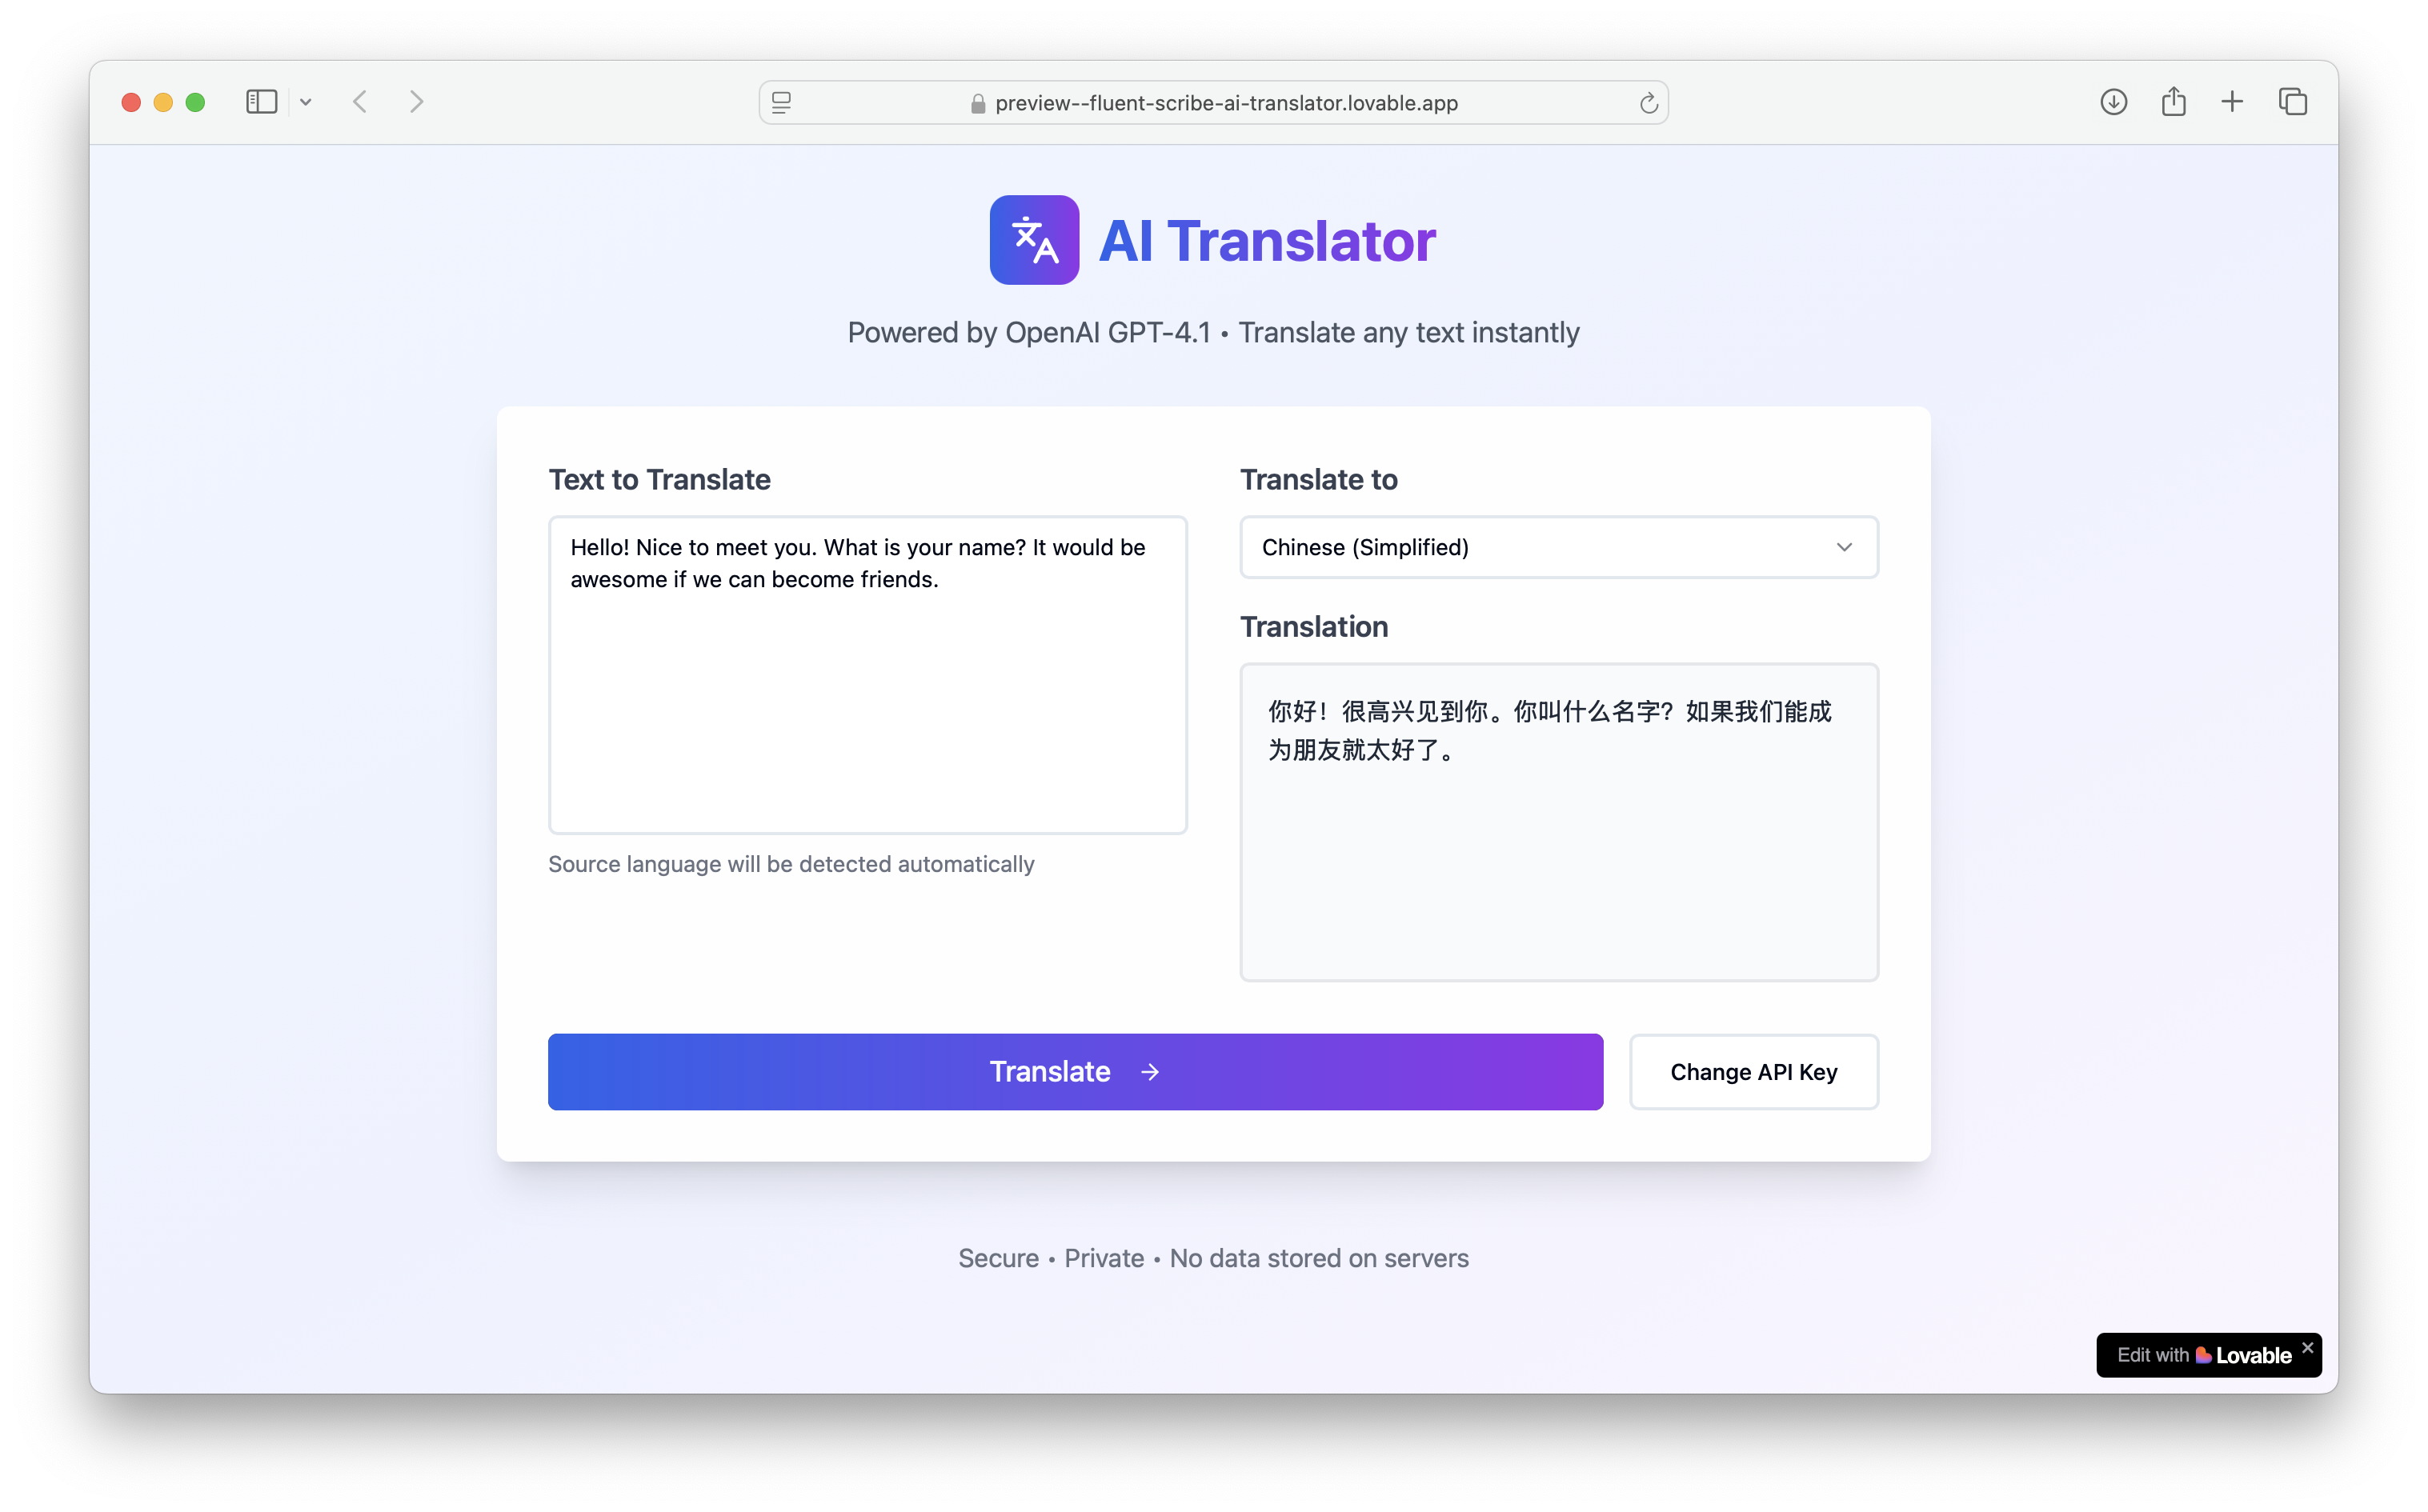 preview--fluent-scribe-ai-translator.lovable.app
文A
AI Translator
Powered by OpenAI GPT-4.1 • Translate any text instantly
Text to Translate
Hello! Nice to meet you. What is your name? It would be
awesome if we can become friends.
Source language will be detected automatically
Translate to
Chinese (Simplified)
Translation
你好！很高兴见到你。你叫什么名字？如果我们能成
为朋友就太好了。
Translate →
Change API Key
Secure • Private • No data stored on servers
Edit with Lovable